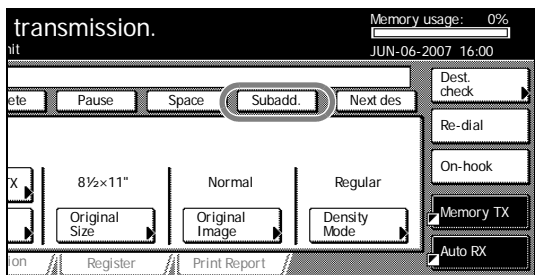 transmission.
Memory usage: 0%
nit
JUN-06-2007 16:00
ete
Pause
Space
Subadd.
Next des
Dest.
check
Re-dial
On-hook
TX
8½×11"
Normal
Regular
Original
Size
Original
Image
Density
Mode
Memory TX
Auto RX
ion
Register
Print Report